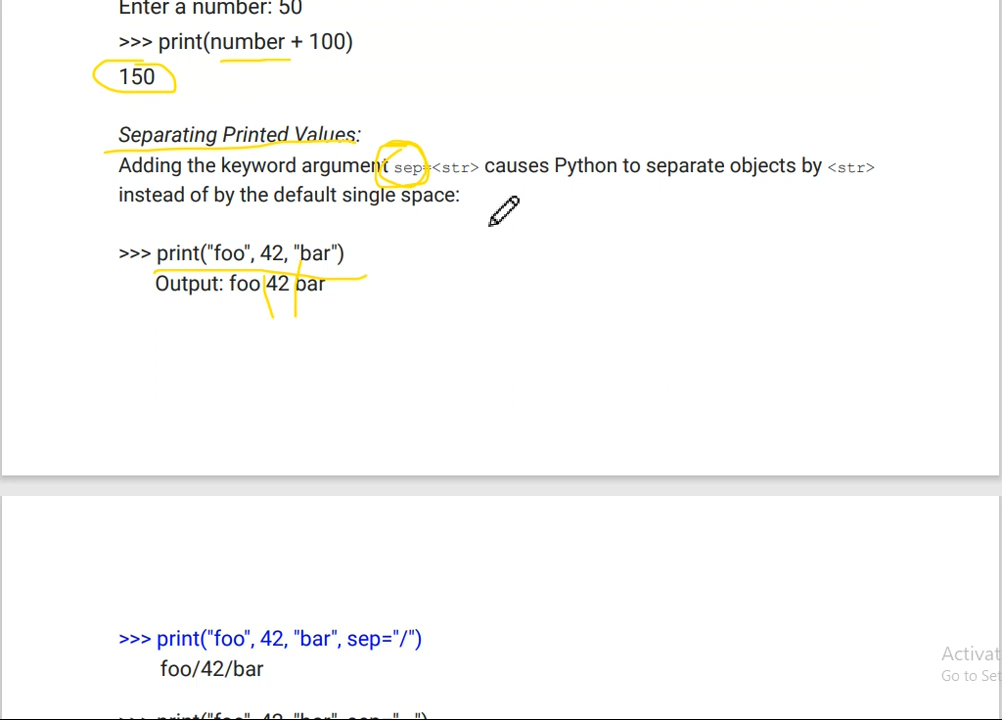 Enter a number: 50
>>> print(number + 100)
150
Separating Printed Values:
Adding the keyword argument sep=<str> causes Python to separate objects by <str>
instead of by the default single space:
>>> print("foo", 42, "bar")
Output: foo 42 bar
>>> print("foo", 42, "bar", sep="/")
foo/42/bar
Activat
Go to Set